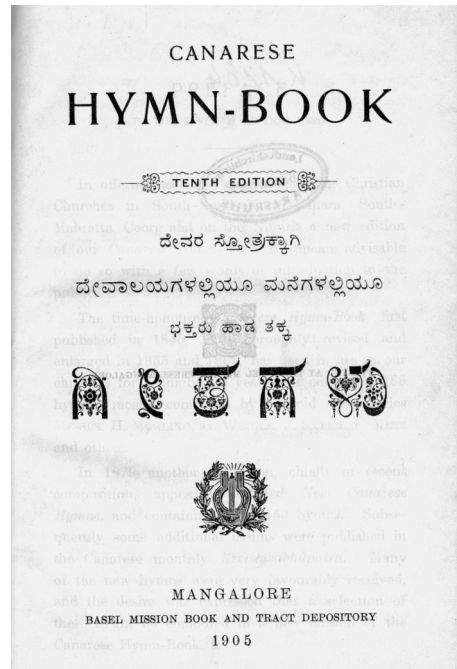 CANARESE
HYMN-BOOK
TENTH EDITION
ದೇವರ ಸ್ತೋತ್ರಕ್ಕಾಗಿ
ದೇವಾಲಯಗಳಲ್ಲಿಯೂ ಮನೆಗಳಲ್ಲಿಯೂ
ಭಕ್ತರು ಹಾಡ ತಕ್ಕ
ಗೀತಗಳು
MANGALORE
BASEL MISSION BOOK AND TRACT DEPOSITORY
1905